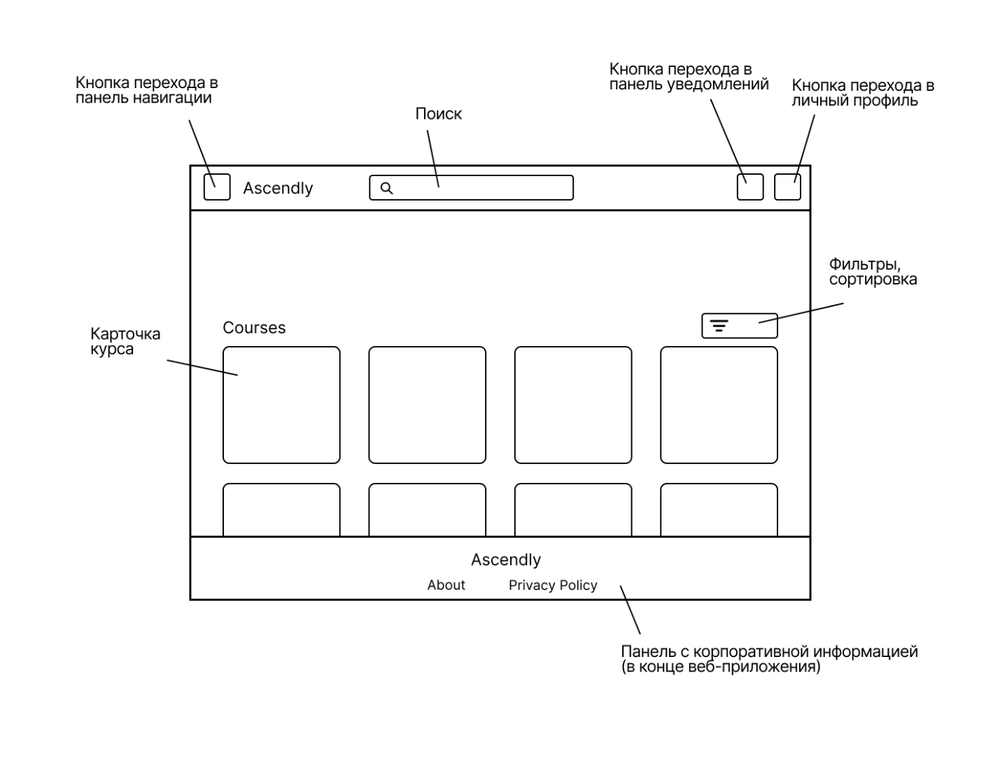 Кнопка перехода в
панель навигации
Поиск
Кнопка перехода в
панель уведомлений
Кнопка перехода в
личный профиль
Ascendly
Фильтры,
сортировка
Карточка
курса
Courses
Ascendly
About
Privacy Policy
Панель с корпоративной информацией
(в конце веб-приложения)